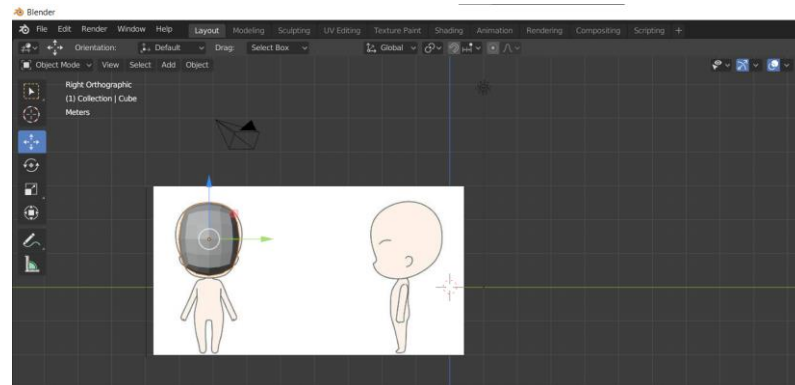 Blender
File Edit Render Window Help Layout Modeling Sculpting UV Editing Texture Paint Shading Animation Rendering Compositing Scripting +
Orientation: Default Drag: Select Box Global
Object Mode View Select Add Object
Right Orthographic
(1) Collection | Cube
Meters